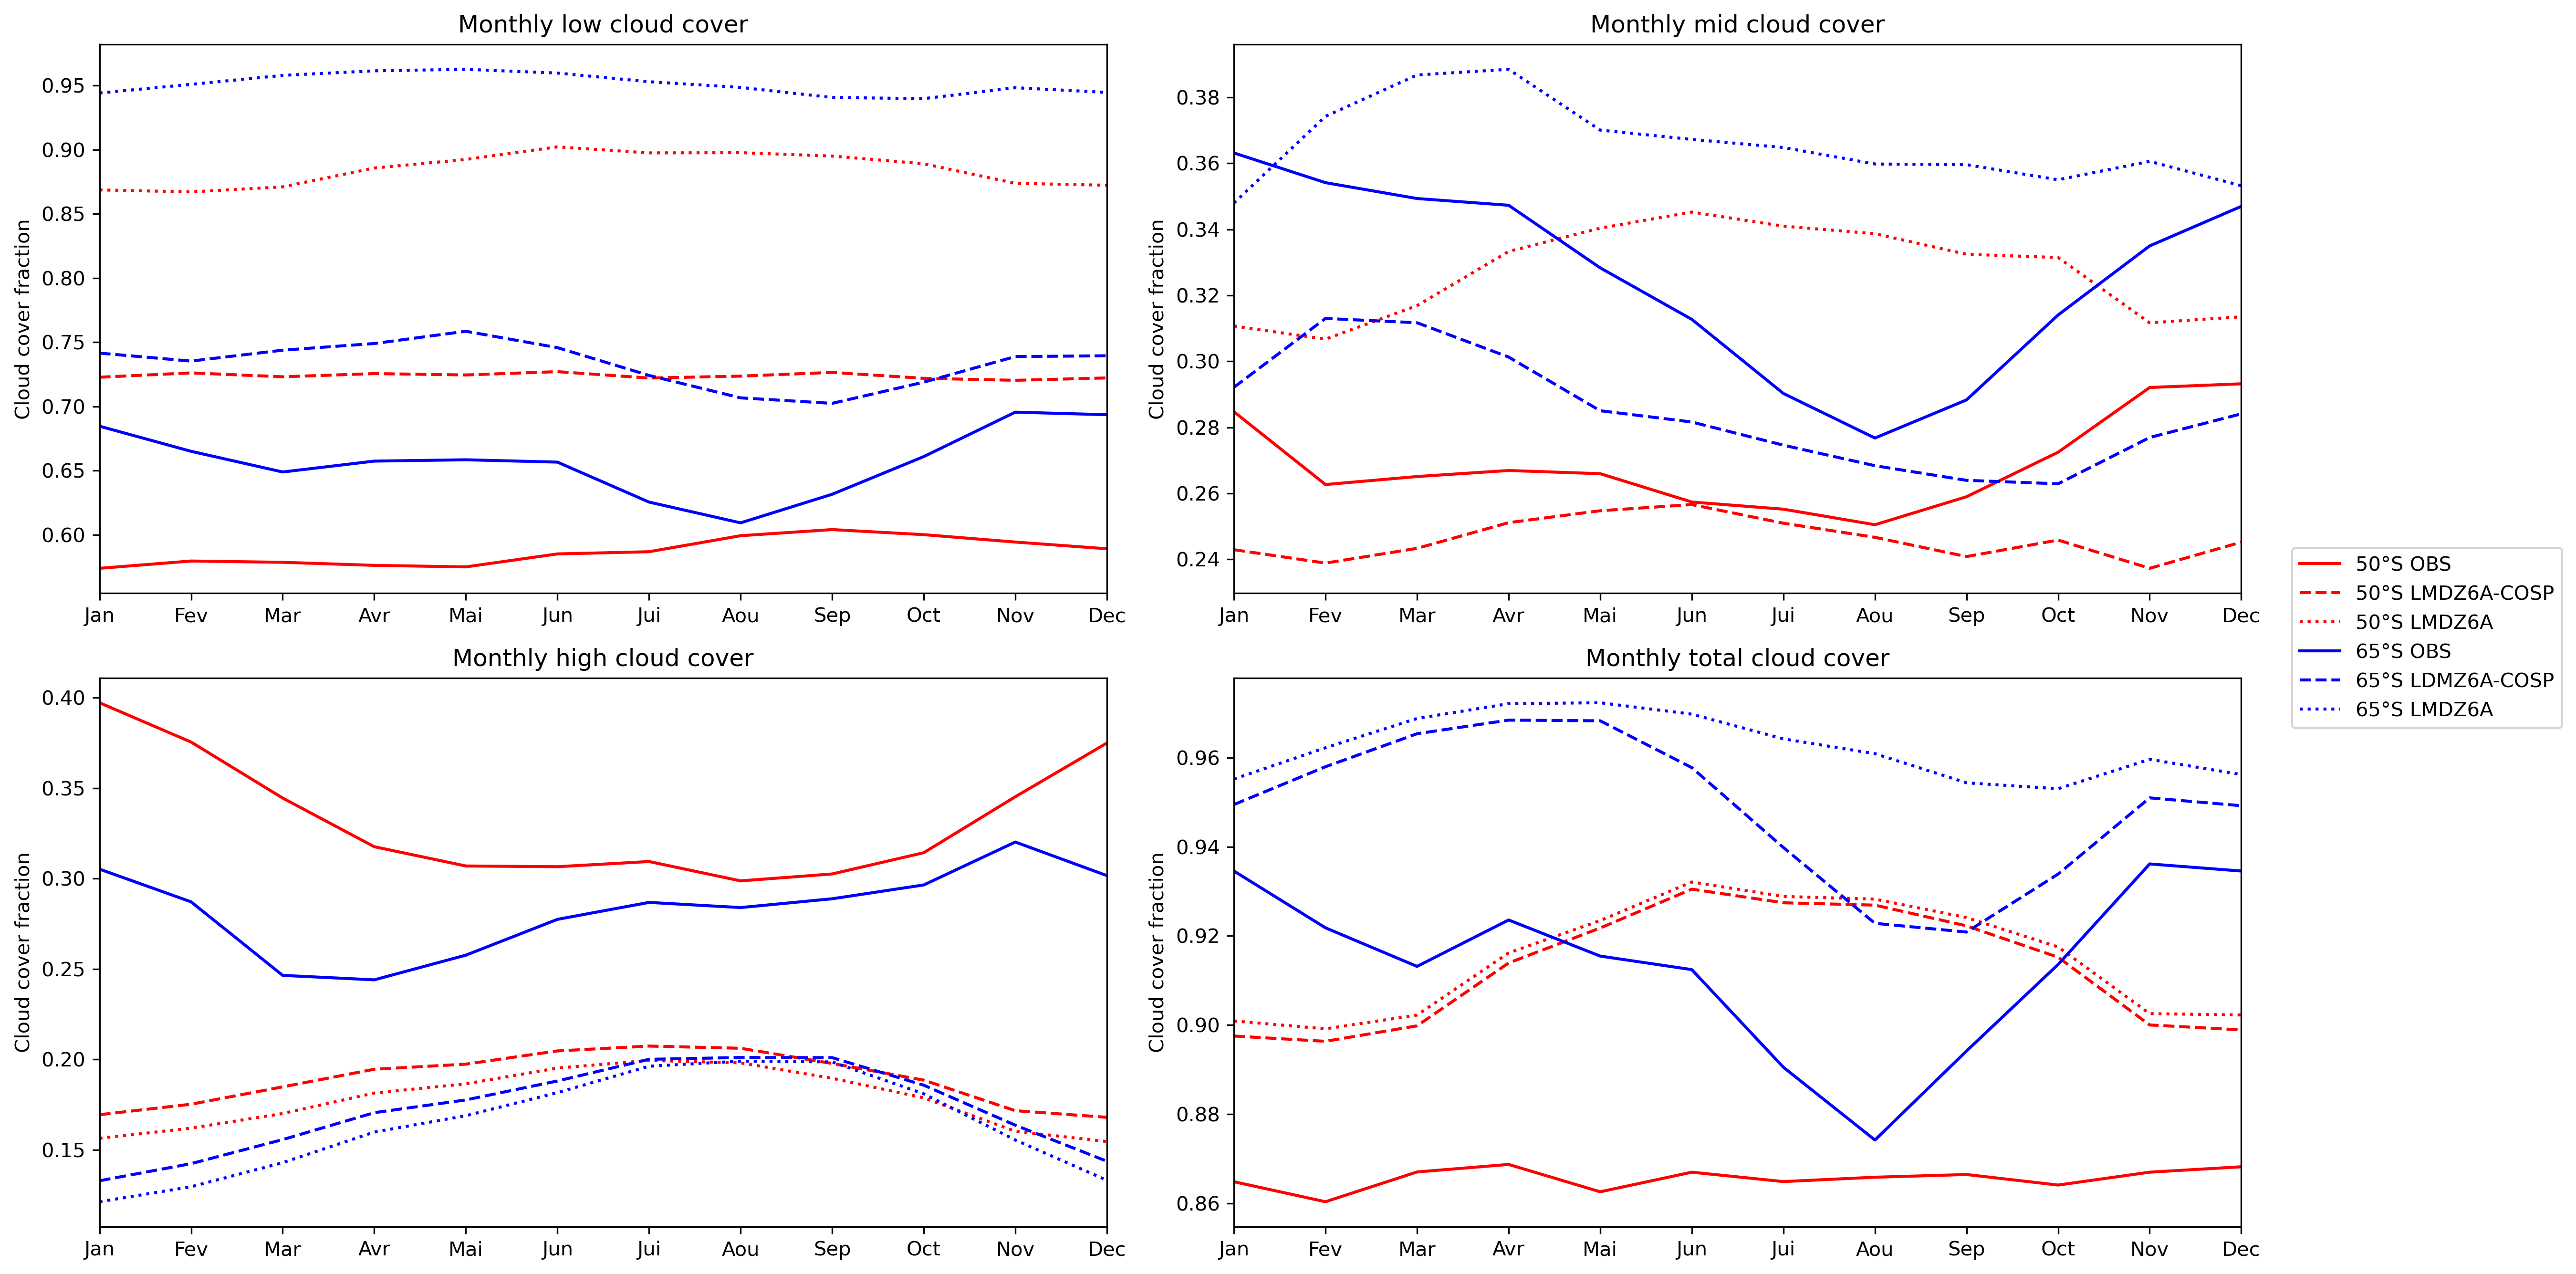 Monthly low cloud cover
Cloud cover fraction
0.95
0.90
0.85
0.80
0.75
0.70
0.65
0.60
Jan Fev Mar Avr Mai Jun Jui Aou Sep Oct Nov Dec
Monthly mid cloud cover
Cloud cover fraction
0.38
0.36
0.34
0.32
0.30
0.28
0.26
0.24
Jan Fev Mar Avr Mai Jun Jui Aou Sep Oct Nov Dec
Monthly high cloud cover
Cloud cover fraction
0.40
0.35
0.30
0.25
0.20
0.15
Jan Fev Mar Avr Mai Jun Jui Aou Sep Oct Nov Dec
Monthly total cloud cover
Cloud cover fraction
0.96
0.94
0.92
0.90
0.88
0.86
Jan Fev Mar Avr Mai Jun Jui Aou Sep Oct Nov Dec
50°S OBS
50°S LMDZ6A-COSP
50°S LMDZ6A
65°S OBS
65°S LDMZ6A-COSP
65°S LMDZ6A